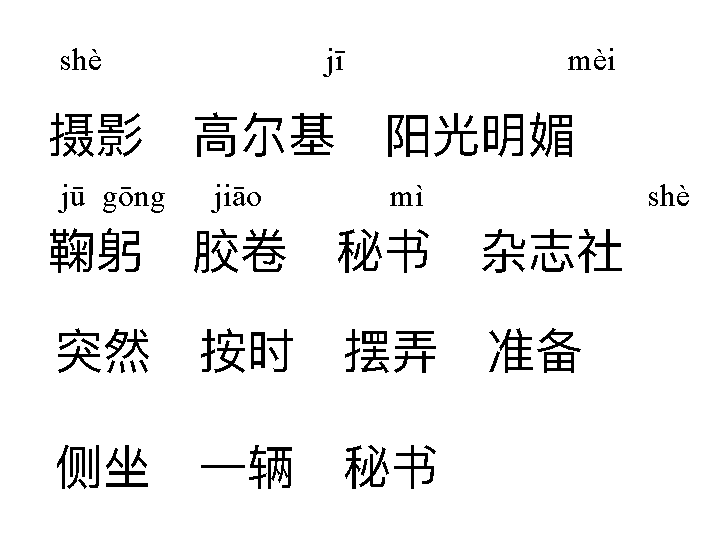 shè jī mèi
摄影 高尔基 阳光明媚
jū gōng jiāo mì shè
鞠躬 胶卷 秘书 杂志社
突然 按时 摆弄 准备
侧坐 一辆 秘书